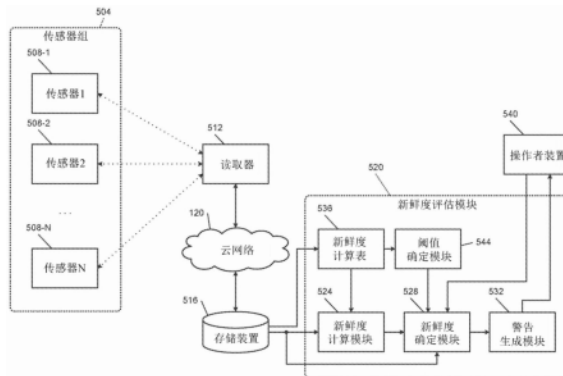 504
传感器组
508-1
传感器1
508-2
传感器2
...
508-N
传感器N
512
读取器
120
云网络
516
存储装置
540
操作者装置
520
新鲜度评估模块
536
新鲜度
计算表
阈值
确定模块
544
524
新鲜度
计算模块
528
新鲜度
确定模块
532
警告
生成模块